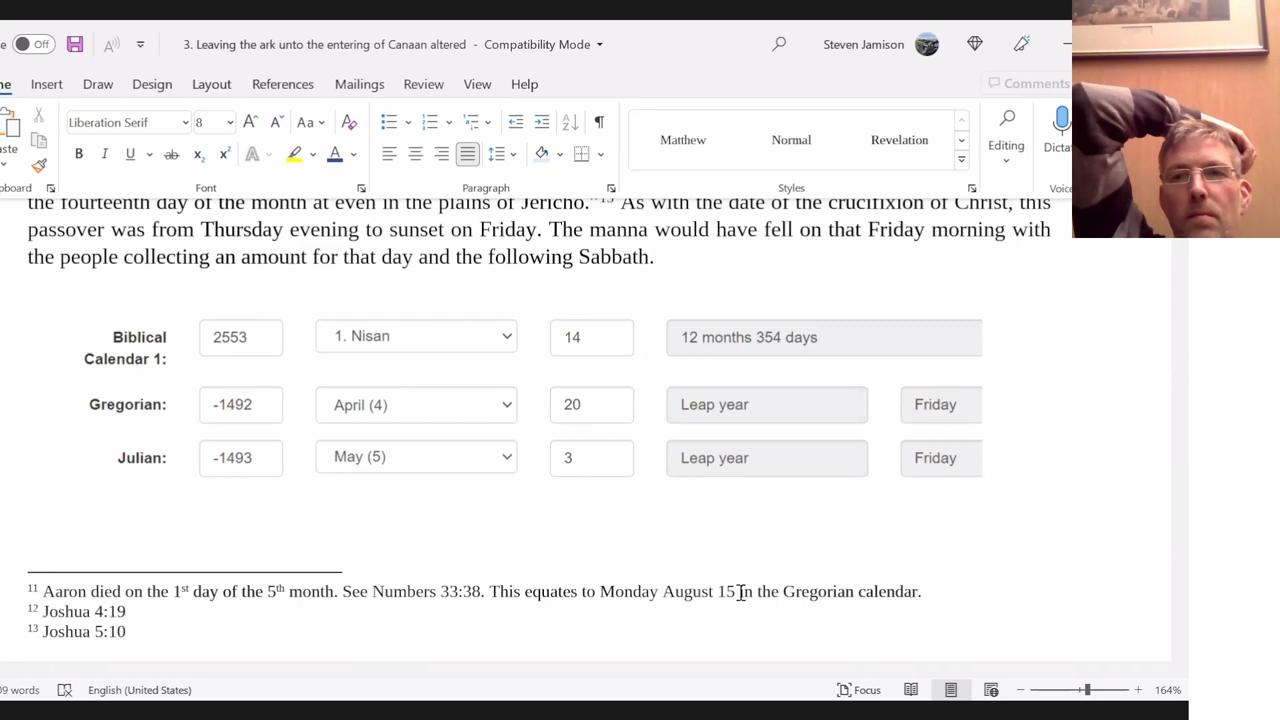 Off
3. Leaving the ark unto the entering of Canaan altered - Compatibility Mode
Steven Jamison
Insert Draw Design Layout References Mailings Review View Help
Comments
Liberation Serif 8
Aa
B I U ab x₂ x² A A
Font
Paragraph
Matthew Normal Revelation
Styles
Editing
the fourteenth day of the month at even in the plains of Jericho."¹³ As with the date of the crucifixion of Christ, this
passover was from Thursday evening to sunset on Friday. The manna would have fell on that Friday morning with
the people collecting an amount for that day and the following Sabbath.
Biblical Calendar 1: 2553 1. Nisan 14 12 months 354 days
Gregorian: -1492 April (4) 20 Leap year Friday
Julian: -1493 May (5) 3 Leap year Friday
¹¹ Aaron died on the 1st day of the 5th month. See Numbers 33:38. This equates to Monday August 15 in the Gregorian calendar.
¹² Joshua 4:19
¹³ Joshua 5:10
words English (United States) Focus 164%